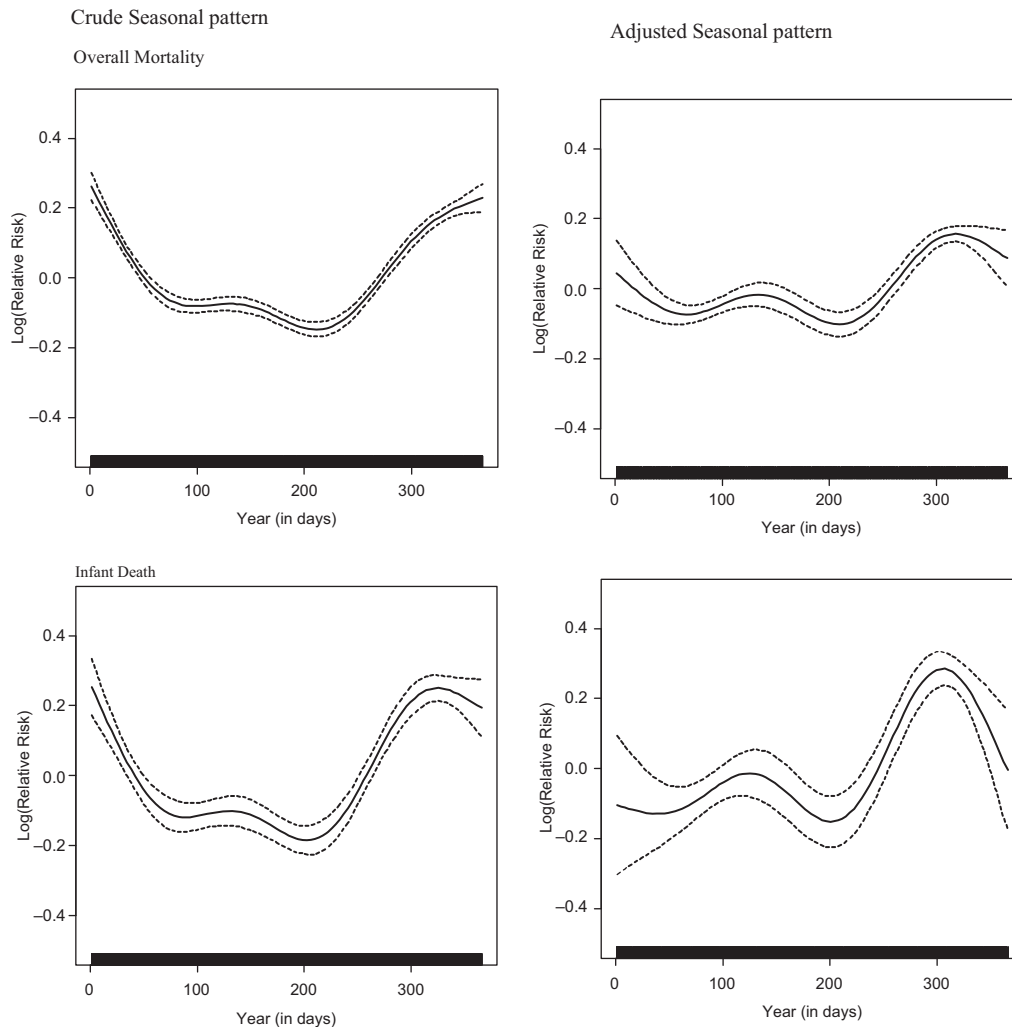 Crude Seasonal pattern
Adjusted Seasonal pattern
Overall Mortality
0.4
0.2
0.0
–0.2
–0.4
Log(Relative Risk)
0 100 200 300
Year (in days)
0.4
0.2
0.0
–0.2
–0.4
Log(Relative Risk)
0 100 200 300
Year (in days)
Infant Death
0.4
0.2
0.0
–0.2
–0.4
Log(Relative Risk)
0 100 200 300
Year (in days)
0.4
0.2
0.0
–0.2
–0.4
Log(Relative Risk)
0 100 200 300
Year (in days)